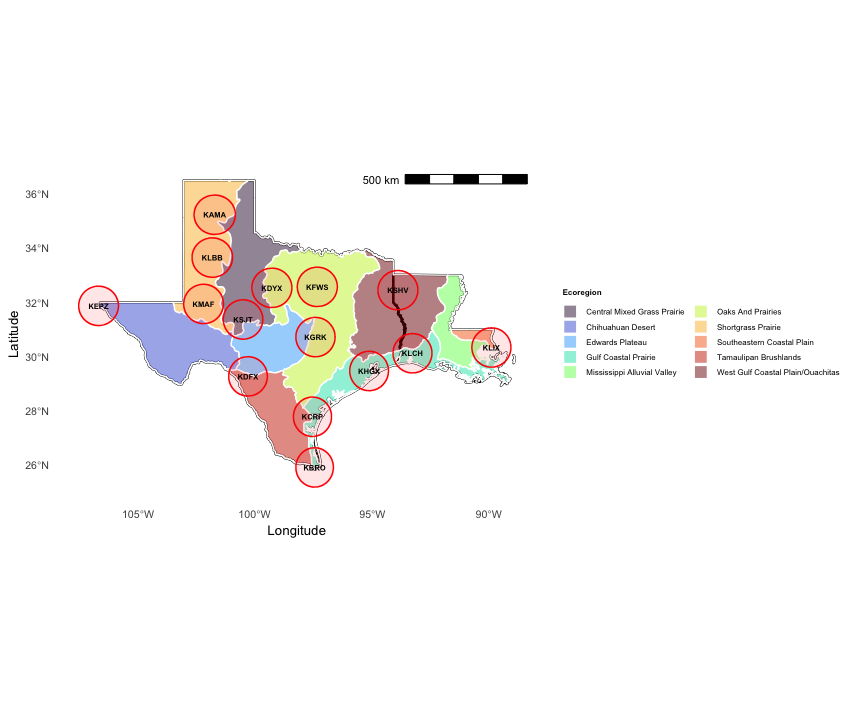 500 km
36°N
34°N
32°N
30°N
28°N
26°N
Latitude
KAMA
KLBB
KMAF
KEPZ
KSJT
KDYX
KFWS
KGRK
KDFX
KSHV
KLCH
KHGX
KLIX
KCRP
KBRO
105°W
100°W
95°W
90°W
Longitude
Ecoregion
Central Mixed Grass Prairie
Chihuahuan Desert
Edwards Plateau
Gulf Coastal Prairie
Mississippi Alluvial Valley
Oaks And Prairies
Shortgrass Prairie
Southeastern Coastal Plain
Tamaulipan Brushlands
West Gulf Coastal Plain/Ouachitas